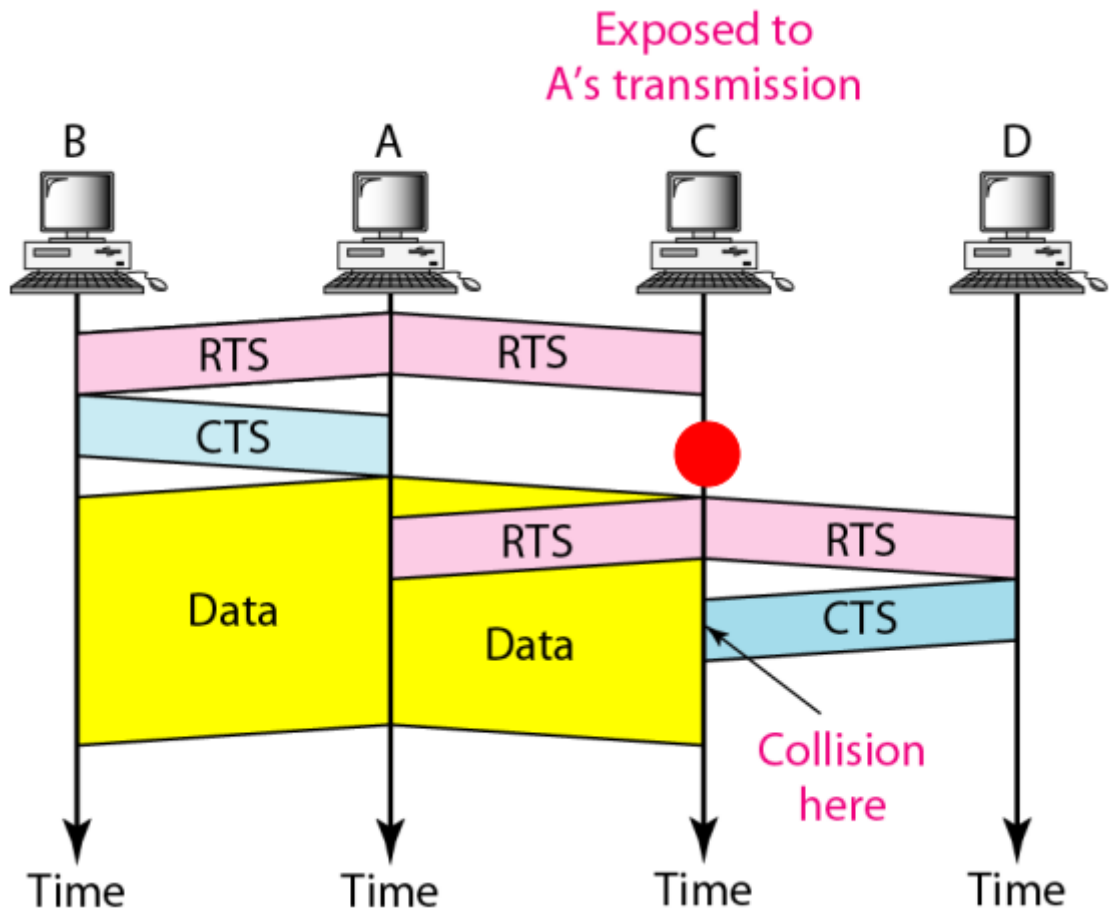 Exposed to
A's transmission
B
A
C
D
RTS
RTS
CTS
RTS
RTS
Data
Data
CTS
Collision
here
Time
Time
Time
Time